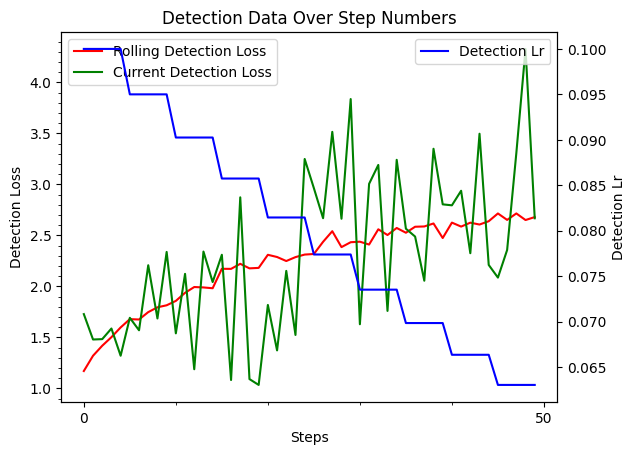 Detection Data Over Step Numbers
Rolling Detection Loss
Current Detection Loss
Detection Lr
4.0
3.5
3.0
2.5
2.0
1.5
1.0
Detection Loss
0.100
0.095
0.090
0.085
0.080
0.075
0.070
0.065
Detection Lr
0
50
Steps